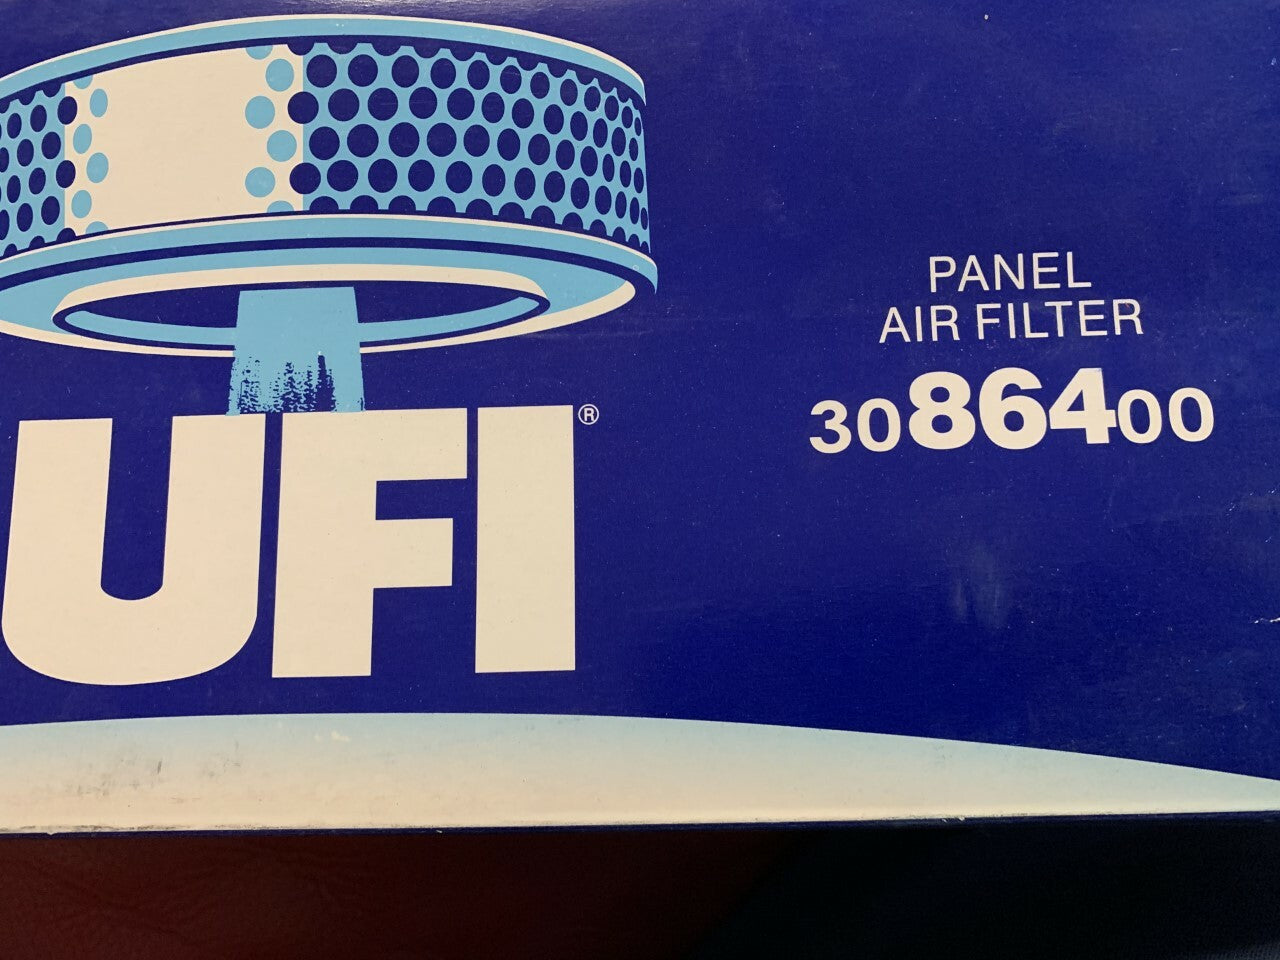 PANEL
AIR FILTER
3086400
UFI®